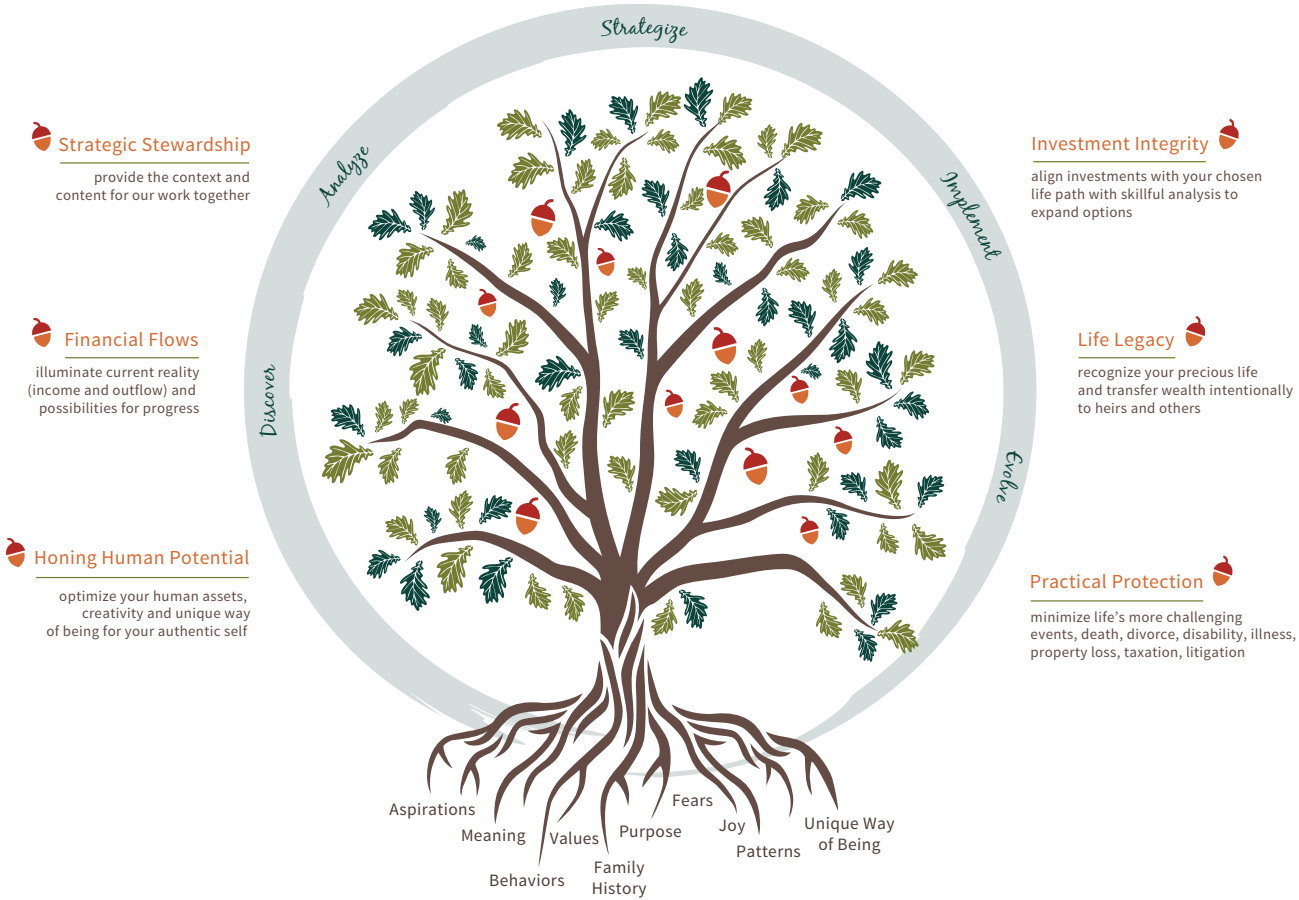 Strategize
Analyze
Implement
Discover
Evolve
Strategic Stewardship
provide the context and
content for our work together
Financial Flows
illuminate current reality
(income and outflow) and
possibilities for progress
Honing Human Potential
optimize your human assets,
creativity and unique way
of being for your authentic self
Investment Integrity
align investments with your chosen
life path with skillful analysis to
expand options
Life Legacy
recognize your precious life
and transfer wealth intentionally
to heirs and others
Practical Protection
minimize life's more challenging
events, death, divorce, disability, illness,
property loss, taxation, litigation
Aspirations
Meaning
Behaviors
Values
Family
History
Purpose
Fears
Joy
Patterns
Unique Way
of Being